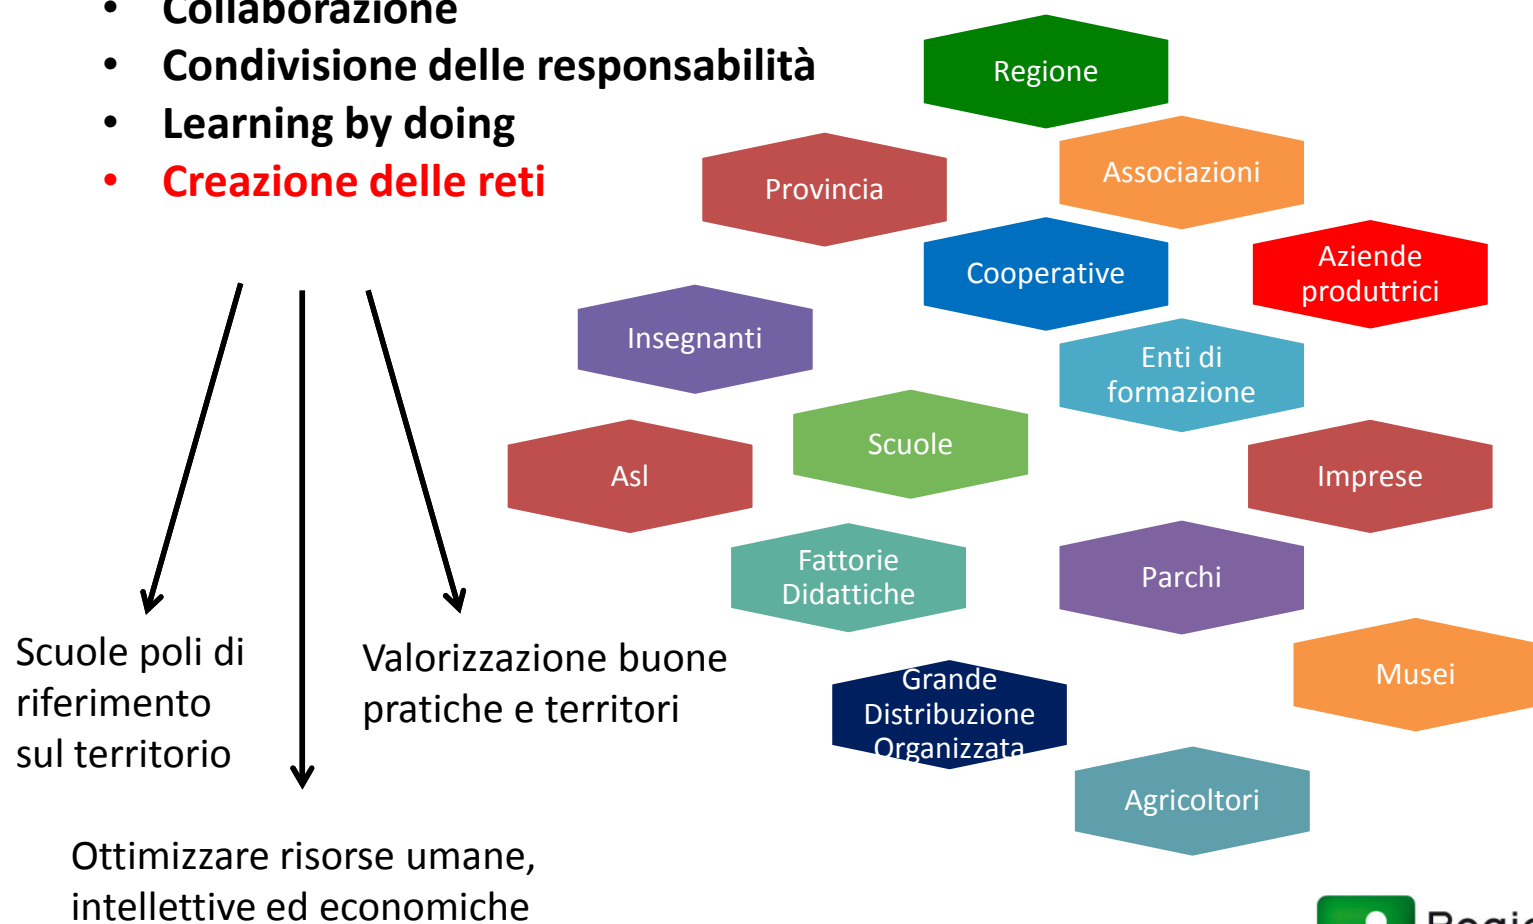 • Collaborazione
• Condivisione delle responsabilità
• Learning by doing
• Creazione delle reti
Scuole poli di
riferimento
sul territorio
Valorizzazione buone
pratiche e territori
Ottimizzare risorse umane,
intellettive ed economiche
Regione
Associazioni
Provincia
Cooperative
Aziende
produttrici
Insegnanti
Enti di
formazione
Scuole
Asl
Imprese
Fattorie
Didattiche
Parchi
Musei
Grande
Distribuzione
Organizzata
Agricoltori